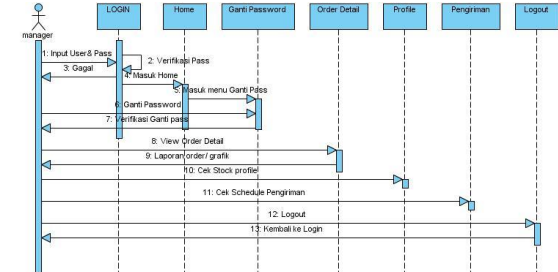 LOGIN
Home
Ganti Password
Order Detail
Profile
Pengiriman
Logout
manager
1: Input User& Pass
2: Verifikasi Pass
3: Gagal
4: Masuk Home
5: Masuk menu Ganti Pass
6: Ganti Password
7: Verifikasi Ganti pass
8: View Order Detail
9: Laporan order/ grafik
10: Cek Stock profile
11: Cek Schedule Pengiriman
12: Logout
13: Kembali ke Login